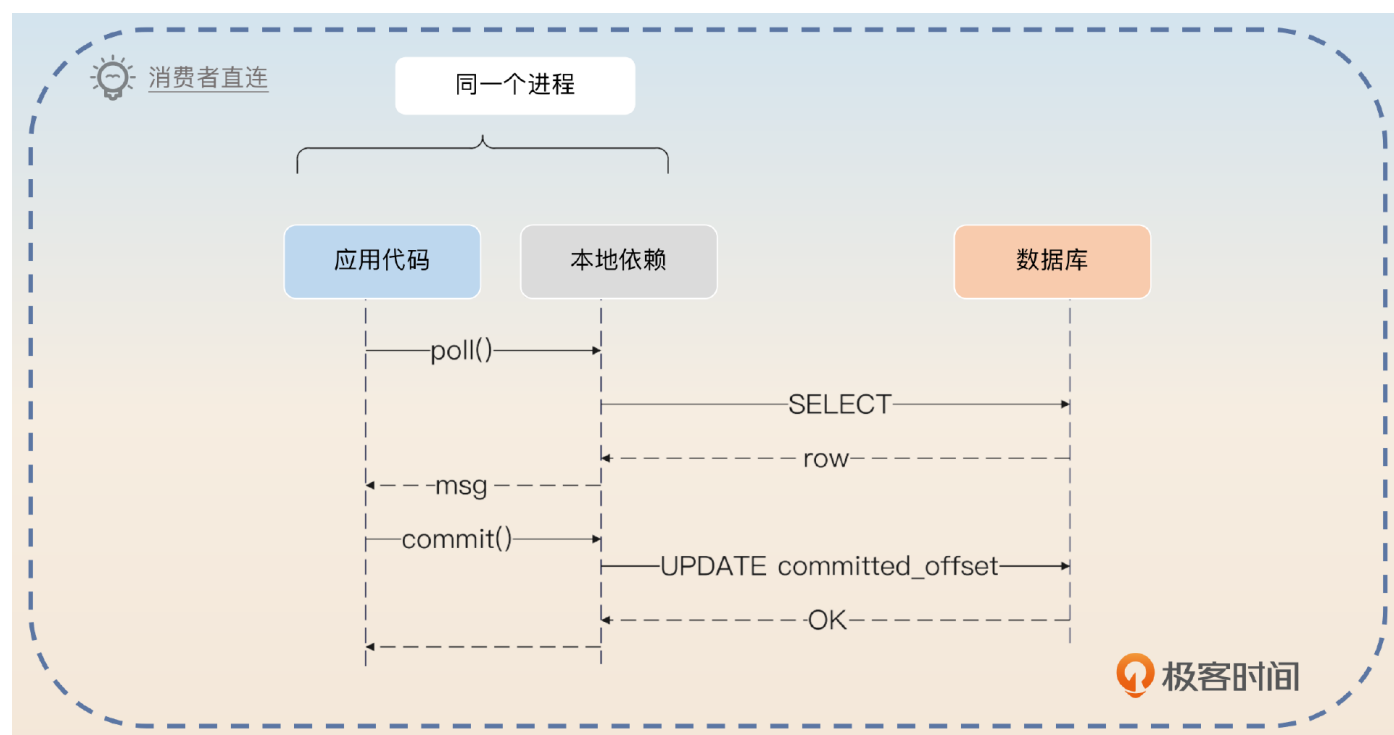 消费者直连
同一个进程
应用代码
本地依赖
数据库
poll()
SELECT
row
msg
commit()
UPDATE committed_offset
OK
极客时间